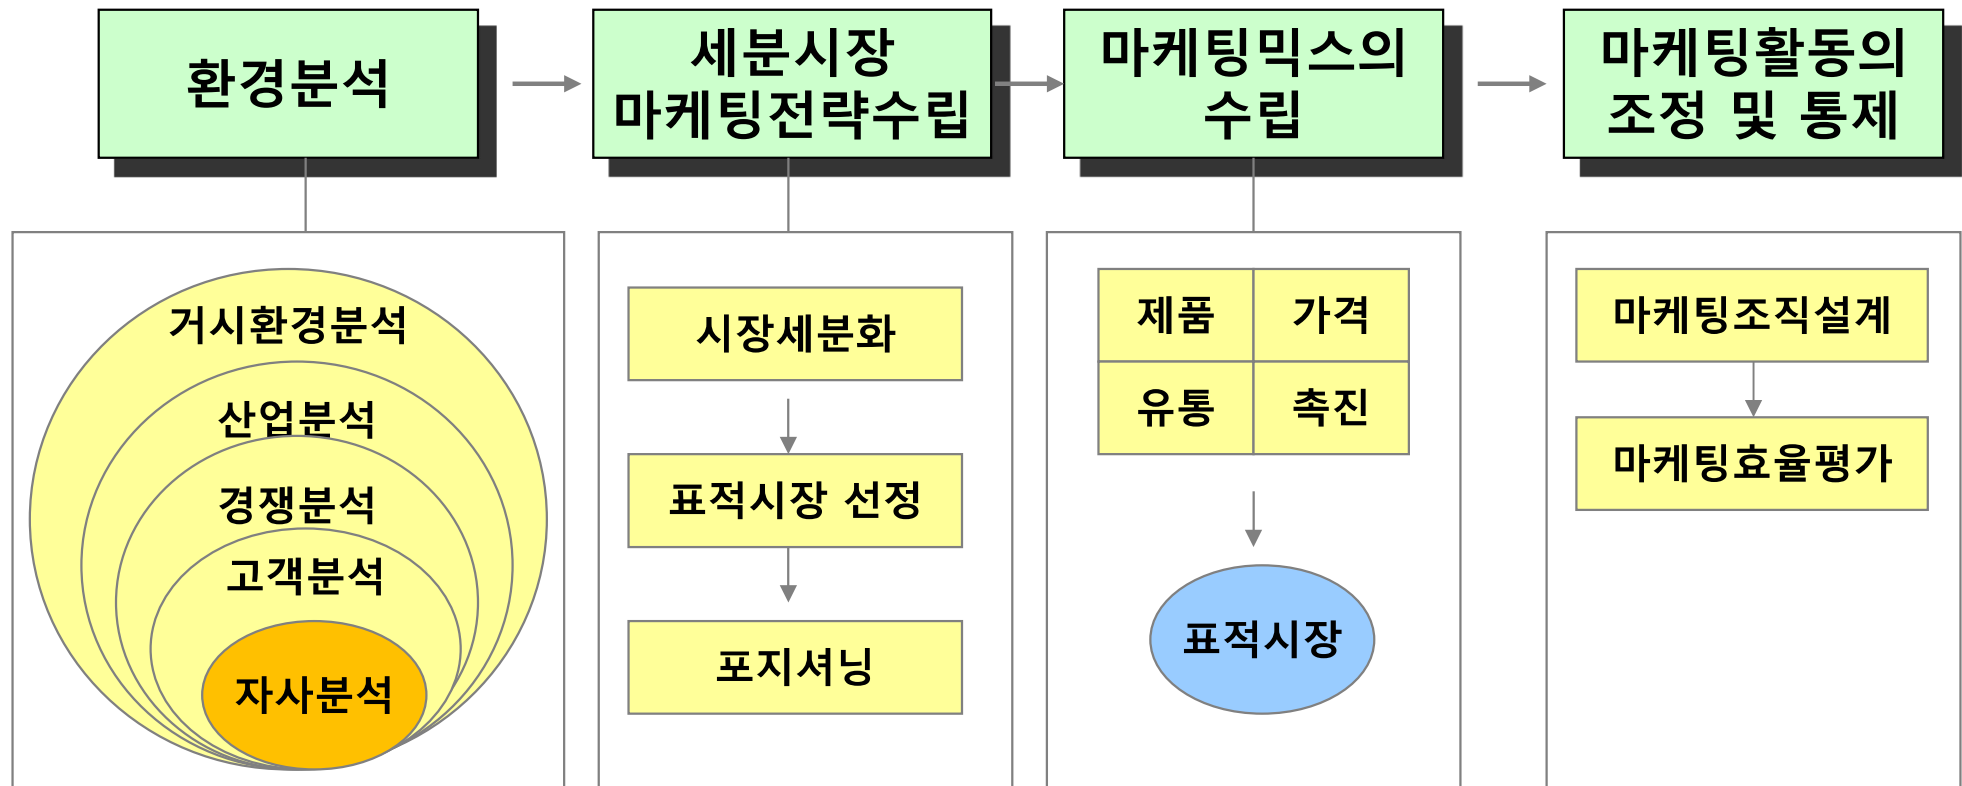 환경분석
세분시장
마케팅전략수립
마케팅믹스의
수립
마케팅활동의
조정 및 통제
거시환경분석
산업분석
경쟁분석
고객분석
자사분석
시장세분화
표적시장 선정
포지셔닝
제품
가격
유통
촉진
표적시장
마케팅조직설계
마케팅효율평가